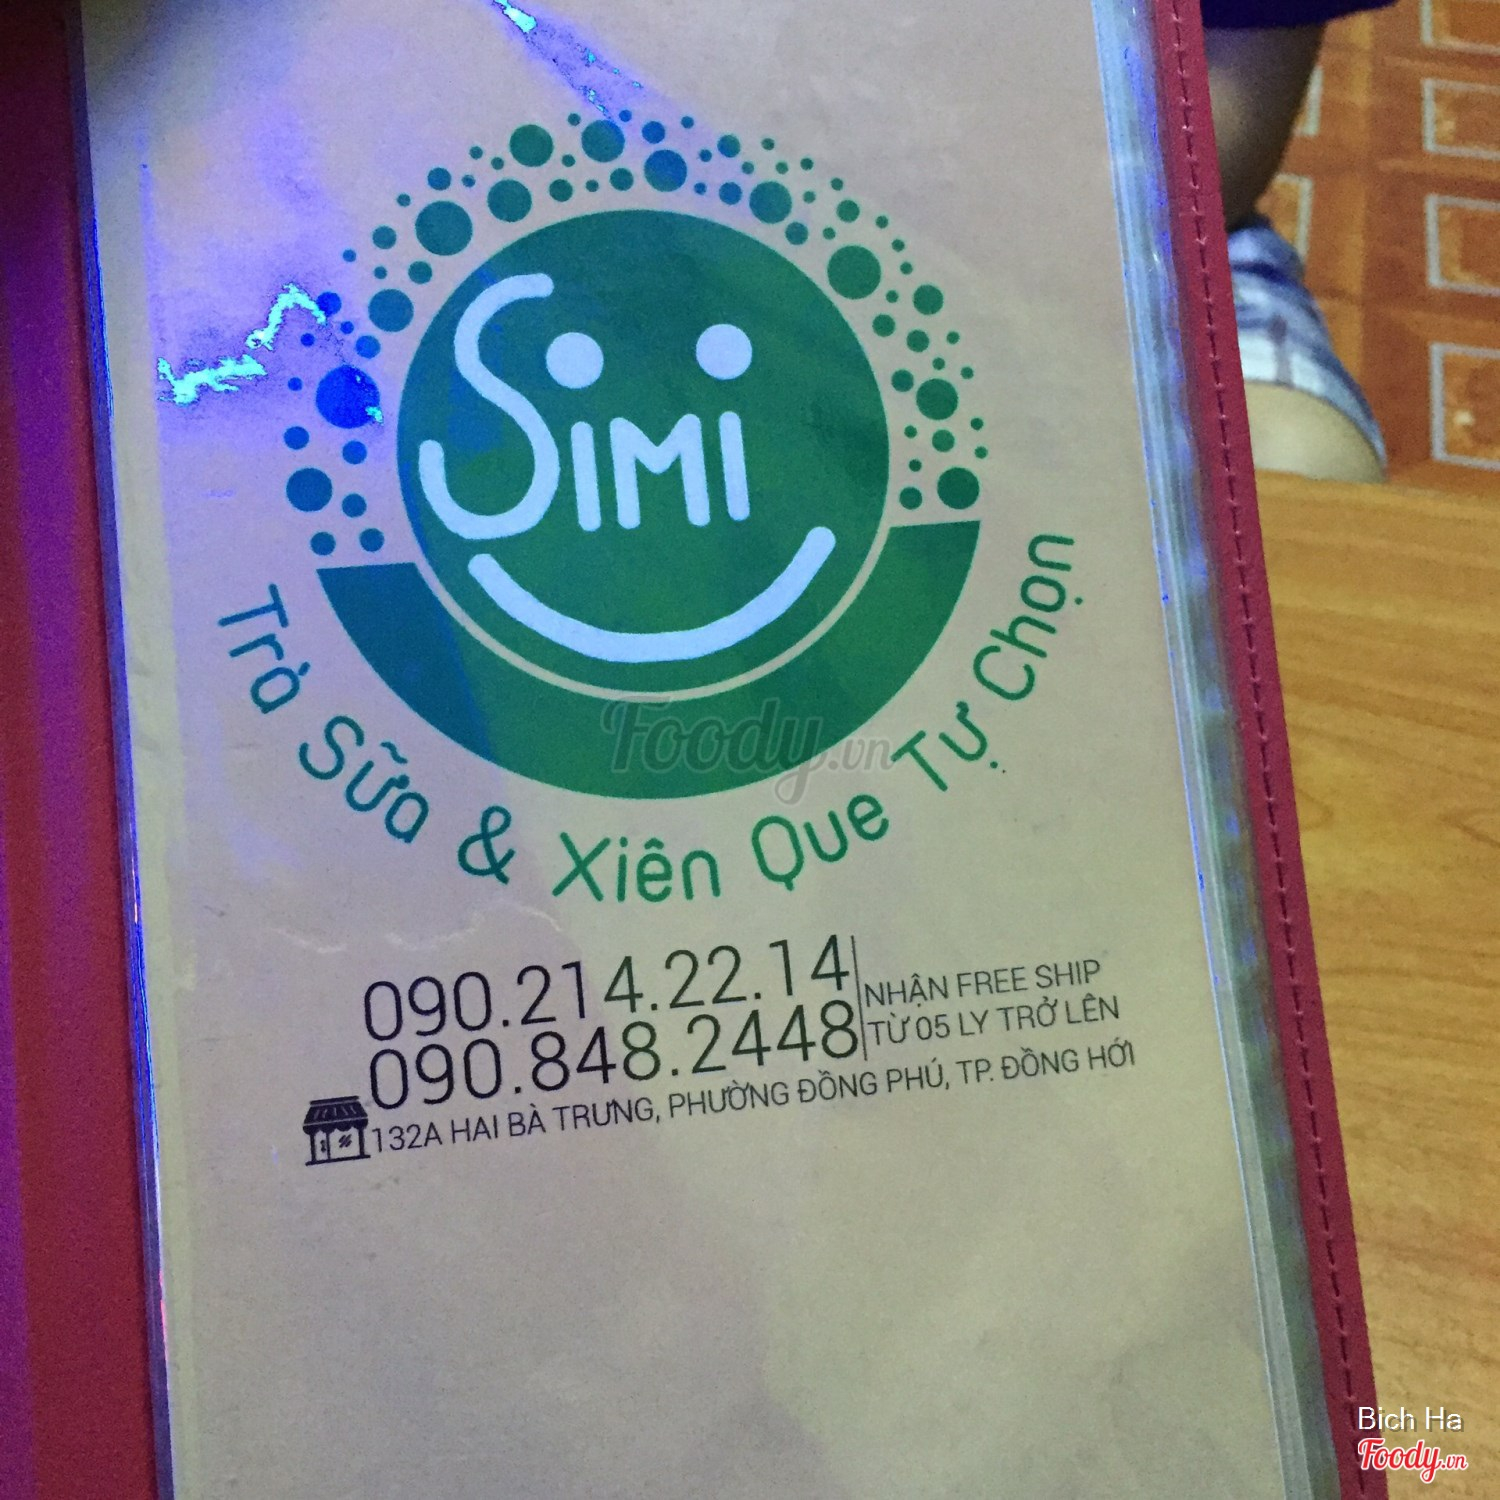 SIMI
Trà Sữa & Xiên Que Tự Chọn
Foody.vn
090.214.22.14
090.848.2448
NHẬN FREE SHIP
TỪ 05 LY TRỞ LÊN
132A HAI BÀ TRƯNG, PHƯỜNG ĐỒNG PHÚ, TP. ĐỒNG HỚI
Bich Ha
Foody.vn